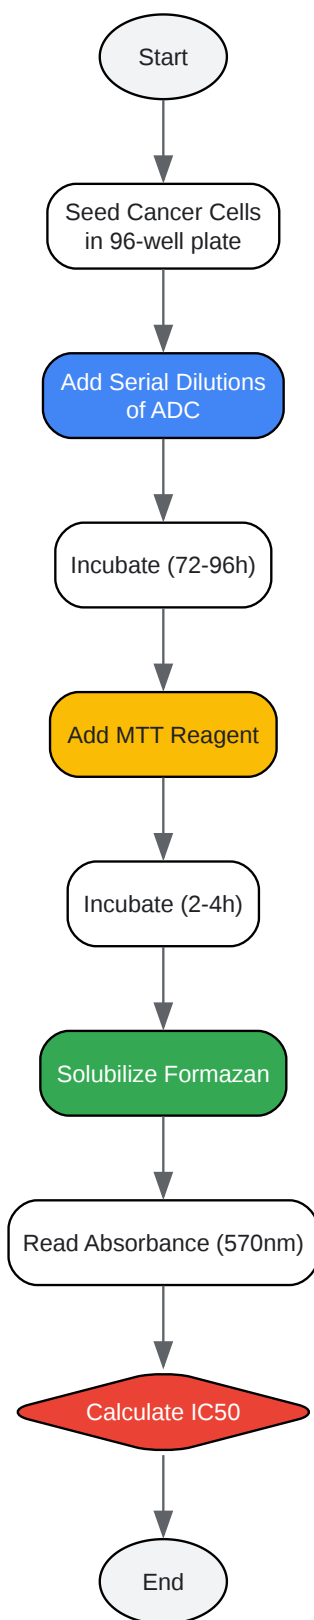 Start
Seed Cancer Cells
in 96-well plate
Add Serial Dilutions
of ADC
Incubate (72-96h)
Add MTT Reagent
Incubate (2-4h)
Solubilize Formazan
Read Absorbance (570nm)
Calculate IC50
End